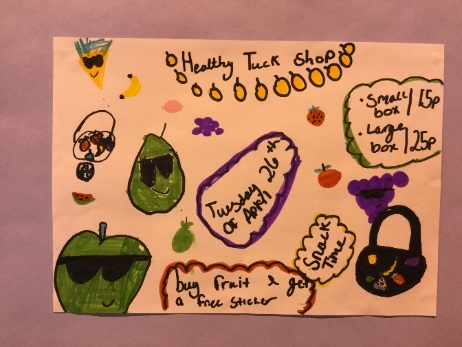 Healthy Tuck Shop
• Small / 15p
box
• Large
box / 25p
Tuesday 26th
Of April
Snack
Time
buy fruit & get
a free sticker